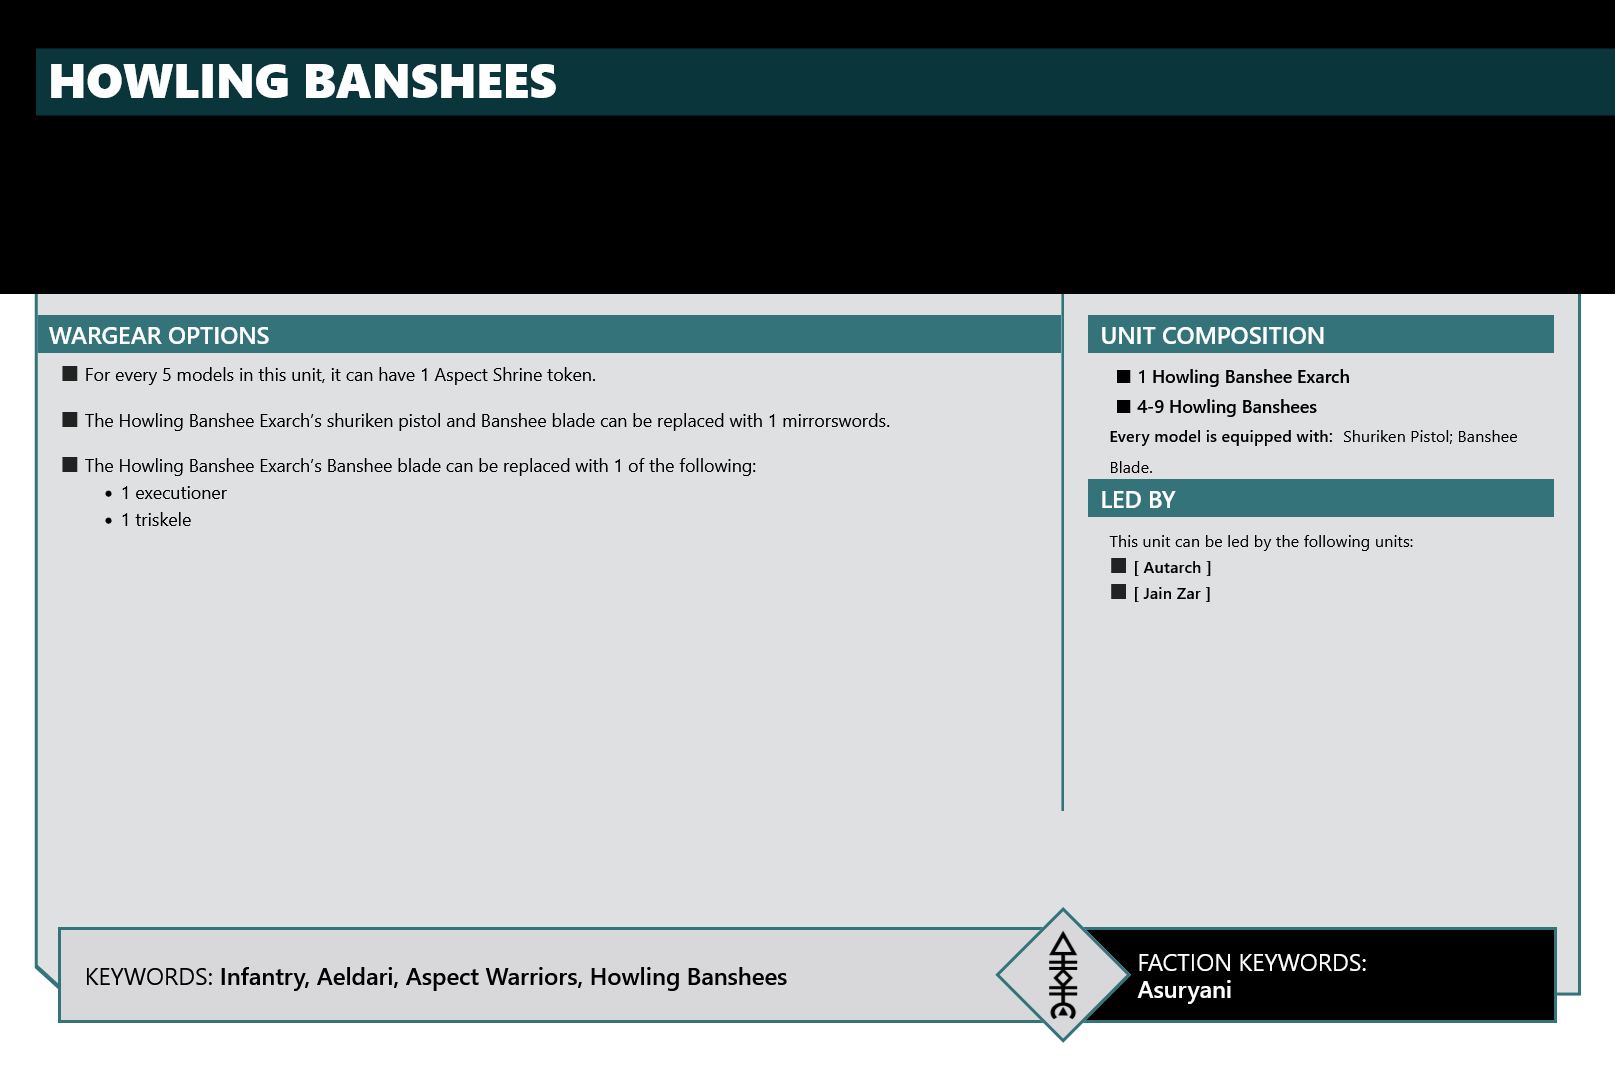 HOWLING BANSHEES
WARGEAR OPTIONS
For every 5 models in this unit, it can have 1 Aspect Shrine token.
The Howling Banshee Exarch’s shuriken pistol and Banshee blade can be replaced with 1 mirrorswords.
The Howling Banshee Exarch’s Banshee blade can be replaced with 1 of the following:
• 1 executioner
• 1 triskele
UNIT COMPOSITION
■ 1 Howling Banshee Exarch
■ 4-9 Howling Banshees
Every model is equipped with: Shuriken Pistol; Banshee
Blade.
LED BY
This unit can be led by the following units:
■ [ Autarch ]
■ [ Jain Zar ]
KEYWORDS: Infantry, Aeldari, Aspect Warriors, Howling Banshees
FACTION KEYWORDS:
Asuryani